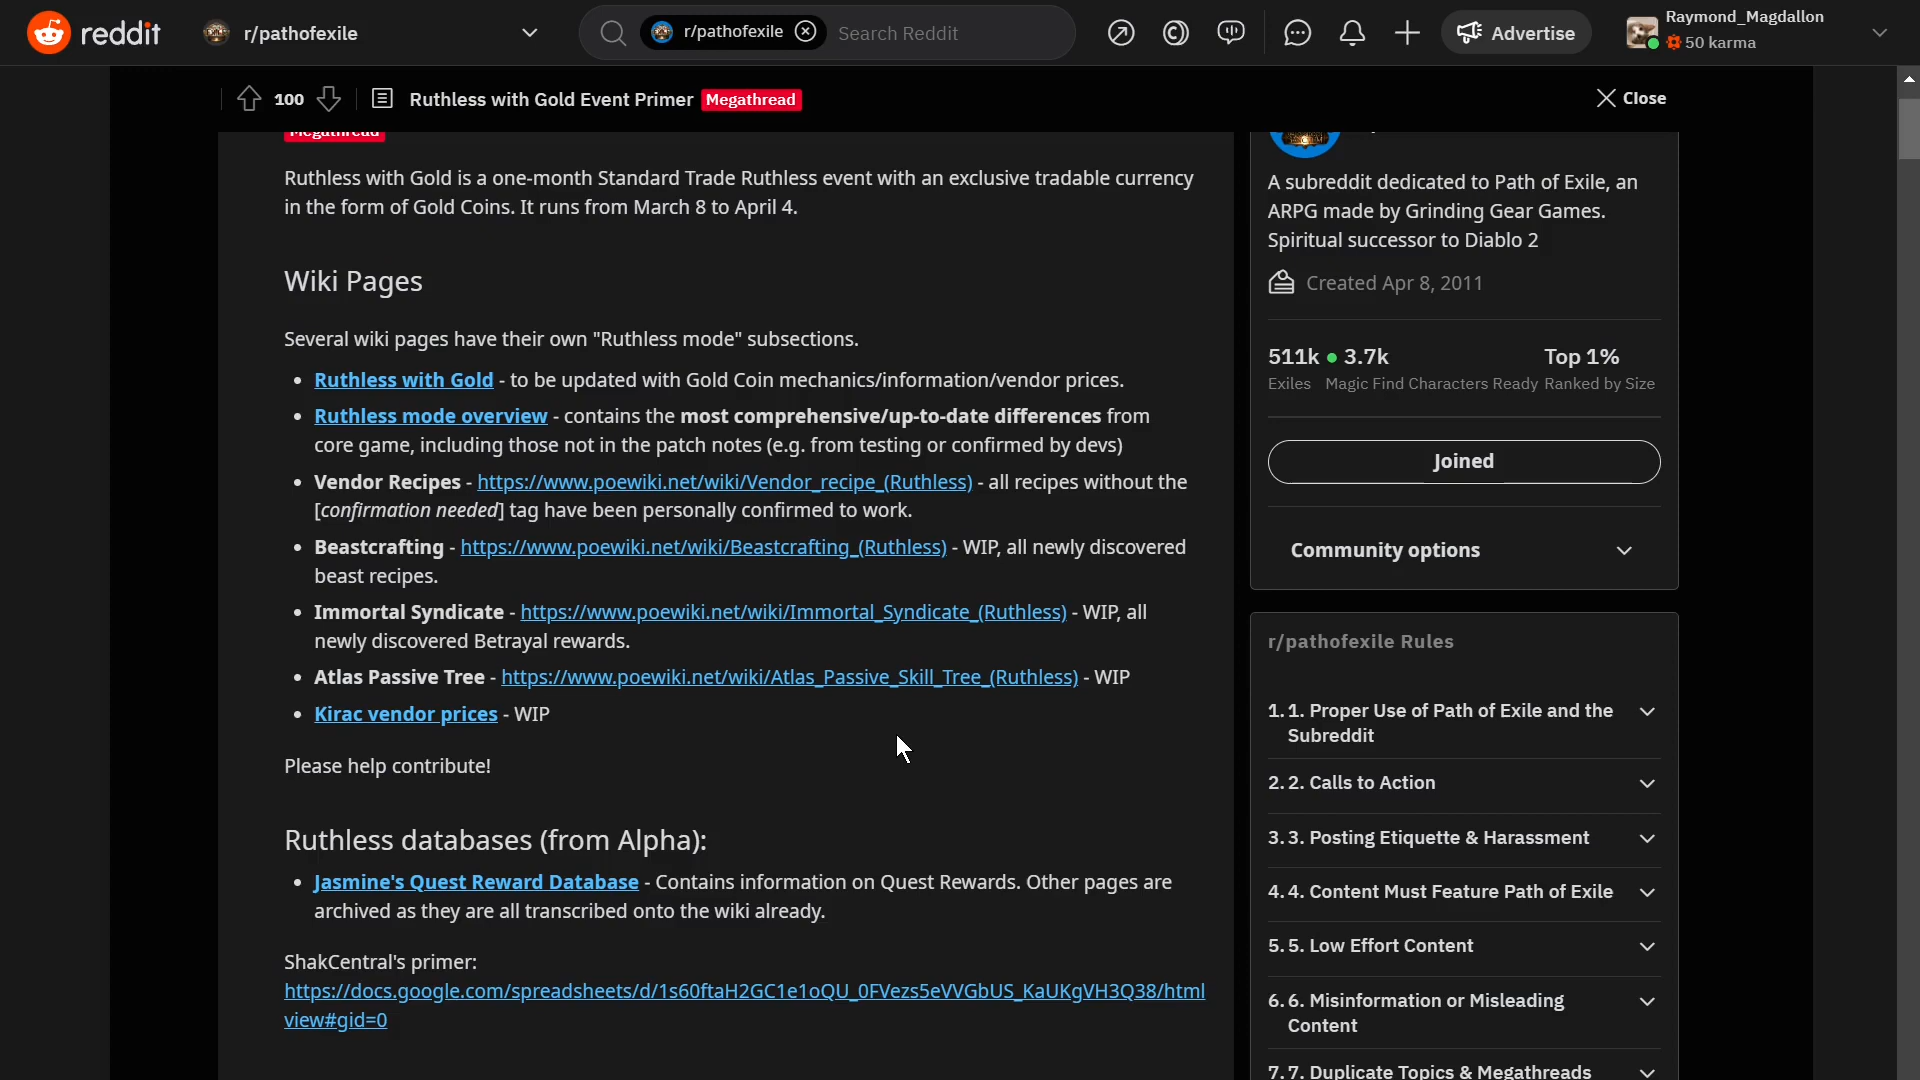 reddit
r/pathofexile
r/pathofexile
Search Reddit
Advertise
Raymond_Magdallon
50 karma
100
Ruthless with Gold Event Primer
Megathread
Close
Megathread
Ruthless with Gold is a one-month Standard Trade Ruthless event with an exclusive tradable currency
in the form of Gold Coins. It runs from March 8 to April 4.
Wiki Pages
Several wiki pages have their own "Ruthless mode" subsections.
• Ruthless with Gold - to be updated with Gold Coin mechanics/information/vendor prices.
• Ruthless mode overview - contains the most comprehensive/up-to-date differences from
core game, including those not in the patch notes (e.g. from testing or confirmed by devs)
• Vendor Recipes - https://www.poewiki.net/wiki/Vendor_recipe_(Ruthless) - all recipes without the
[confirmation needed] tag have been personally confirmed to work.
• Beastcrafting - https://www.poewiki.net/wiki/Beastcrafting_(Ruthless) - WIP, all newly discovered
beast recipes.
• Immortal Syndicate - https://www.poewiki.net/wiki/Immortal_Syndicate_(Ruthless) - WIP, all
newly discovered Betrayal rewards.
• Atlas Passive Tree - https://www.poewiki.net/wiki/Atlas_Passive_Skill_Tree_(Ruthless) - WIP
• Kirac vendor prices - WIP
Please help contribute!
Ruthless databases (from Alpha):
• Jasmine's Quest Reward Database - Contains information on Quest Rewards. Other pages are
archived as they are all transcribed onto the wiki already.
ShakCentral's primer:
https://docs.google.com/spreadsheets/d/1s60ftaH2GC1e1oQU_0FVezs5eVVGbUS_KaUKgVH3Q38/html
view#gid=0
A subreddit dedicated to Path of Exile, an
ARPG made by Grinding Gear Games.
Spiritual successor to Diablo 2
Created Apr 8, 2011
511k
3.7k
Top 1%
Exiles
Magic Find Characters Ready
Ranked by Size
Joined
Community options
r/pathofexile Rules
1. 1. Proper Use of Path of Exile and the
Subreddit
2. 2. Calls to Action
3. 3. Posting Etiquette & Harassment
4. 4. Content Must Feature Path of Exile
5. 5. Low Effort Content
6. 6. Misinformation or Misleading
Content
7. 7. Duplicate Topics & Megathreads